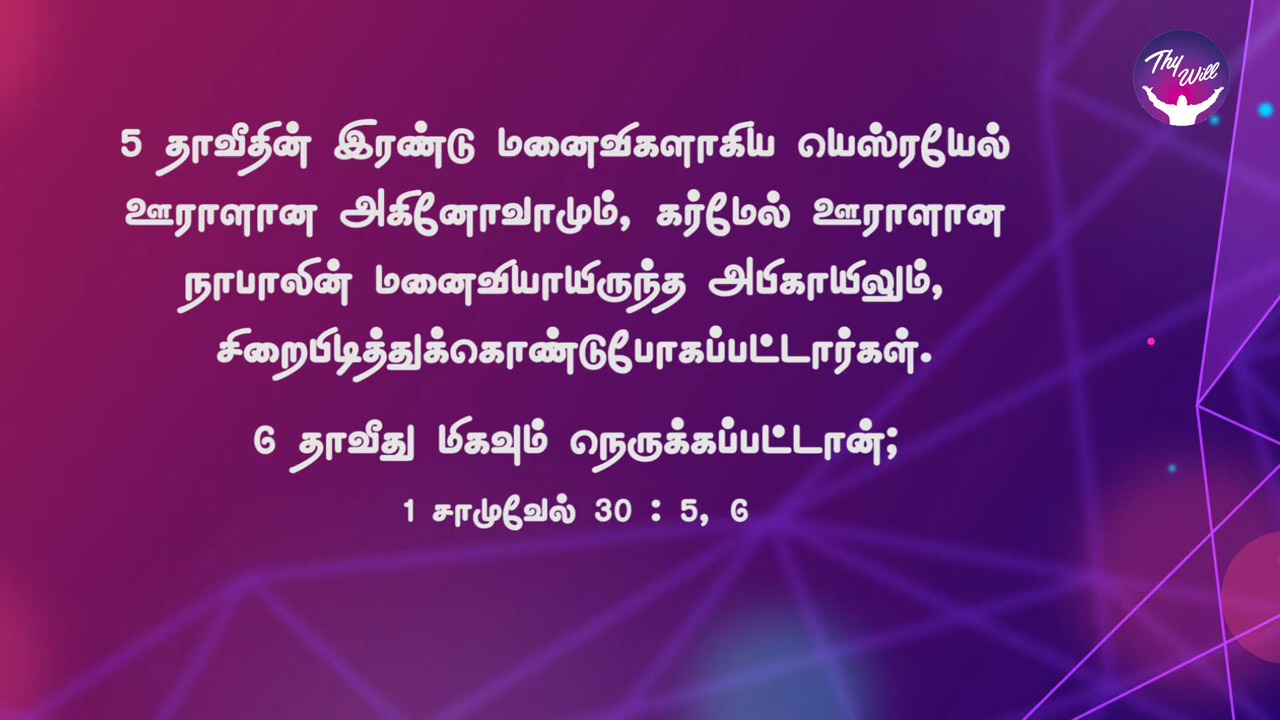 Thy Will
5 தாவீதின் இரண்டு மனைவிகளாகிய யெஸ்ரயேல்
ஊராளான அகினோவாமும், கர்மேல் ஊராளான
நாபாலின் மனைவியாயிருந்த அபிகாயிலும்,
சிறைபிடித்துக்கொண்டுபோகப்பட்டார்கள்.
6 தாவீது மிகவும் நெருக்கப்பட்டான்;
1 சாமுவேல் 30 : 5, 6